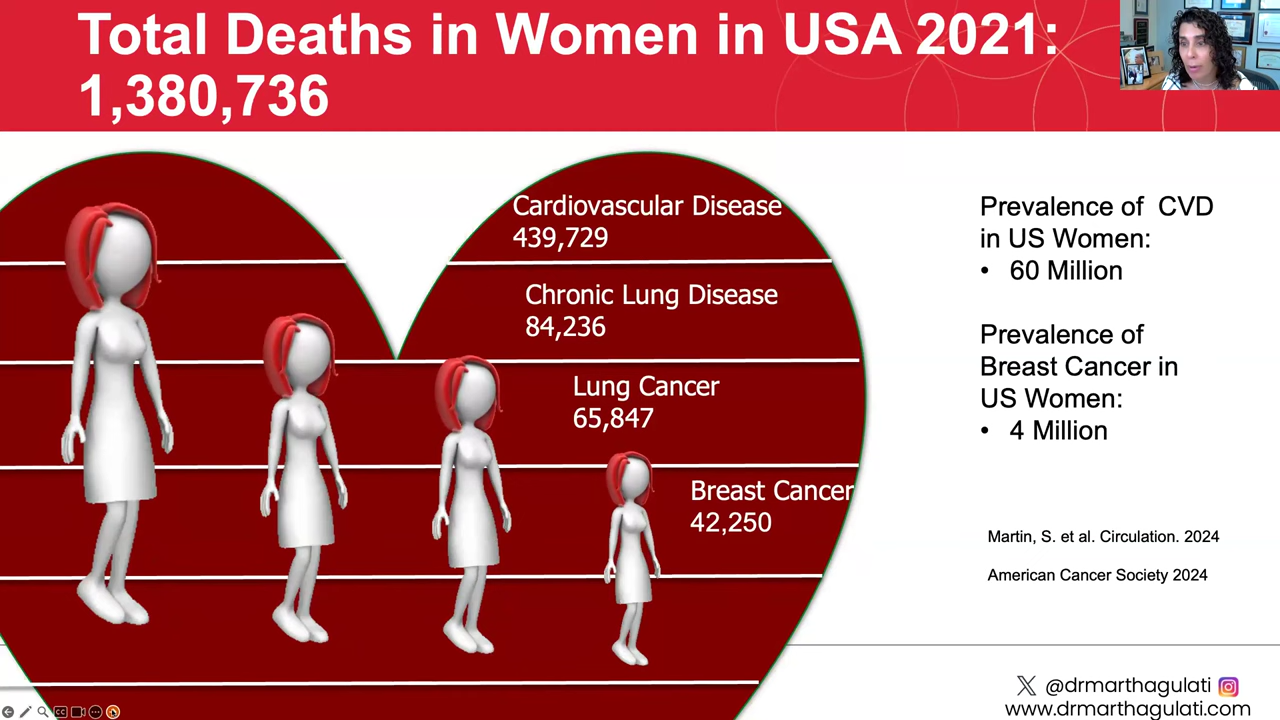 Total Deaths in Women in USA 2021:
1,380,736
Cardiovascular Disease
439,729
Chronic Lung Disease
84,236
Lung Cancer
65,847
Breast Cancer
42,250
Prevalence of CVD
in US Women:
• 60 Million
Prevalence of
Breast Cancer in
US Women:
• 4 Million
Martin, S. et al. Circulation. 2024
American Cancer Society 2024
@drmarthagulati
www.drmarthagulati.com
CC